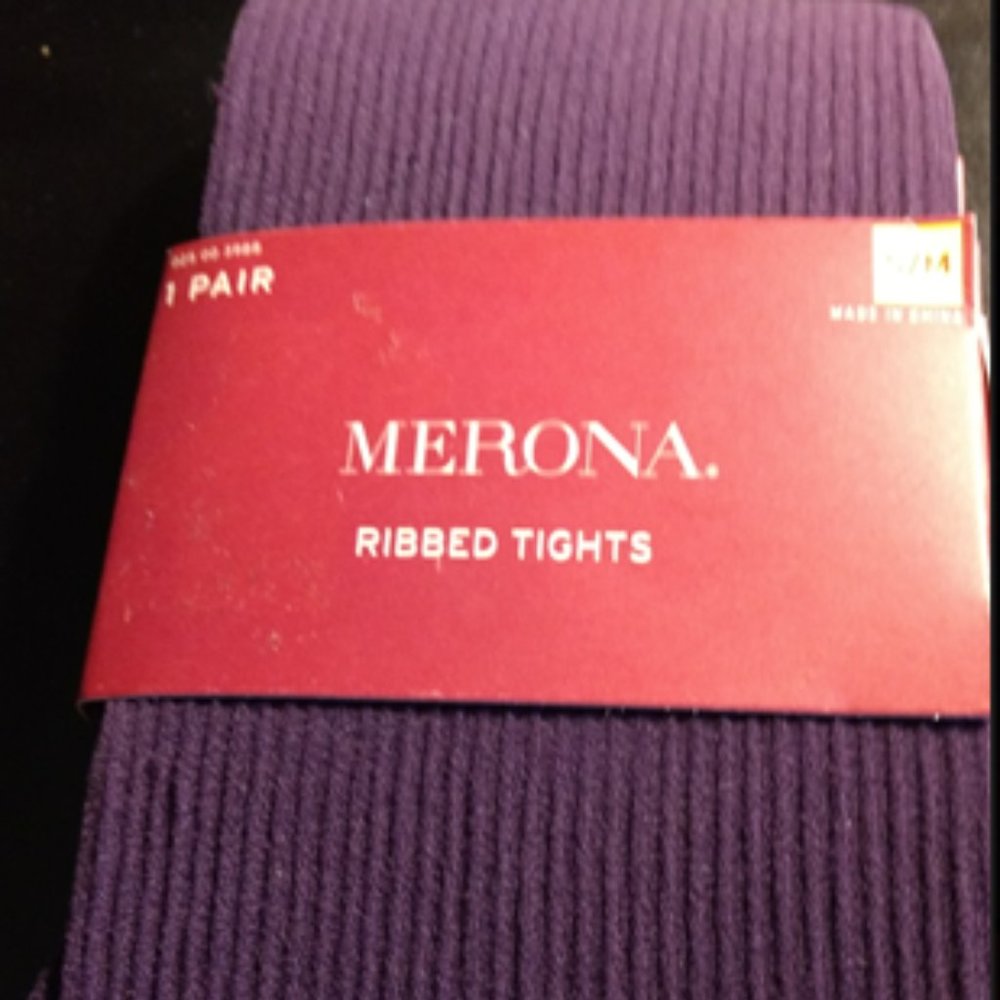 1 PAIR
S/M
MADE IN CHINA
MERONA.
RIBBED TIGHTS